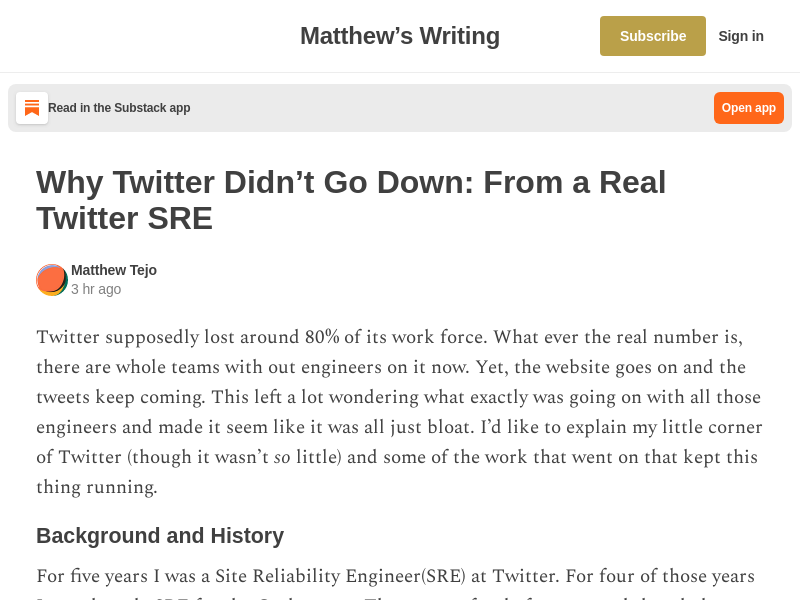 Matthew’s Writing
Subscribe
Sign in
Read in the Substack app
Open app
Why Twitter Didn’t Go Down: From a Real
Twitter SRE
Matthew Tejo
3 hr ago
Twitter supposedly lost around 80% of its work force. What ever the real number is,
there are whole teams with out engineers on it now. Yet, the website goes on and the
tweets keep coming. This left a lot wondering what exactly was going on with all those
engineers and made it seem like it was all just bloat. I’d like to explain my little corner
of Twitter (though it wasn’t so little) and some of the work that went on that kept this
thing running.
Background and History
For five years I was a Site Reliability Engineer(SRE) at Twitter. For four of those years